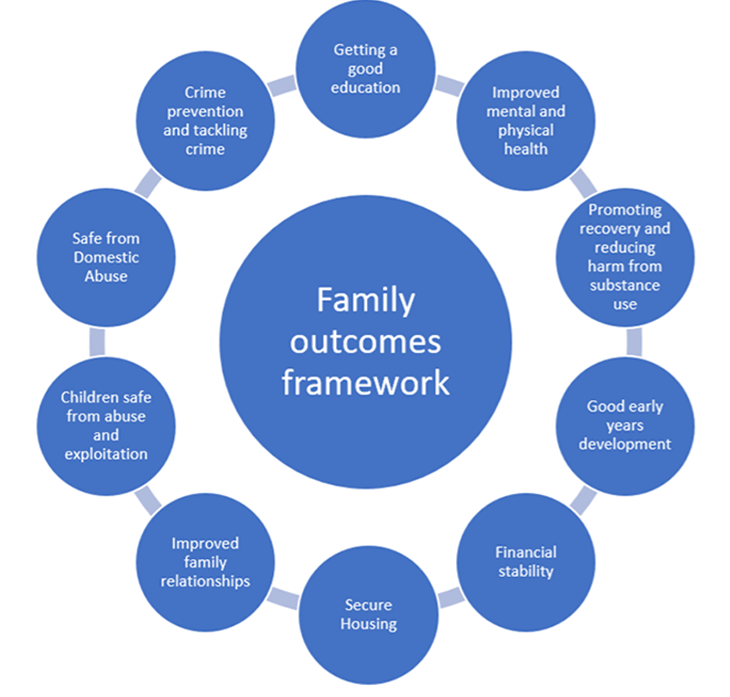 Getting a
good
education
Improved
mental and
physical
health
Promoting
recovery and
reducing
harm from
substance
use
Good early
years
development
Financial
stability
Secure
Housing
Improved
family
relationships
Children safe
from abuse
and
exploitation
Safe from
Domestic
Abuse
Crime
prevention
and tackling
crime
Family
outcomes
framework